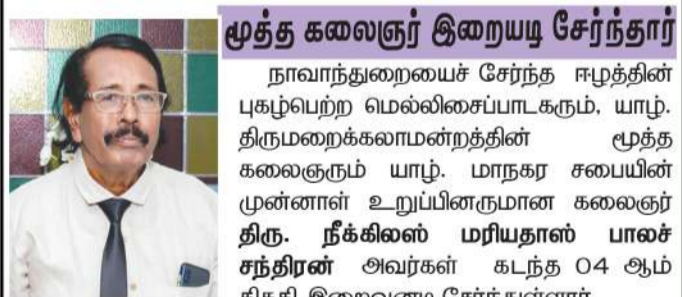 மூத்த கலைஞர் இறையடி சேர்ந்தார்
நாவாந்துறையைச் சேர்ந்த ஈழத்தின்
புகழ்பெற்ற மெல்லிசைப்பாடகரும், யாழ்.
திருமறைக்கலாமன்றத்தின் மூத்த
கலைஞரும் யாழ். மாநகர சபையின்
முன்னாள் உறுப்பினருமான கலைஞர்
திரு. நீக்கிலஸ் மரியதாஸ் பாலச்
சந்திரன் அவர்கள் கடந்த 04 ஆம்